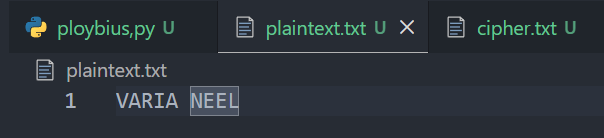 ploybius,py U plaintext.txt U × cipher.txt U
plaintext.txt
1 VARIA NEEL